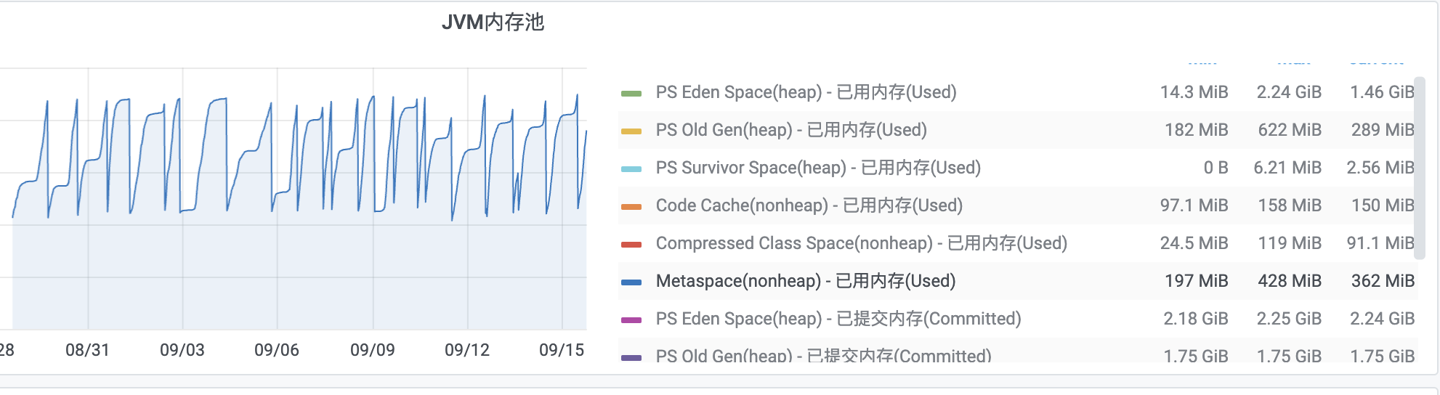 JVM内存池
PS Eden Space(heap) - 已用内存(Used) 14.3 MiB 2.24 GiB 1.46 GiB
PS Old Gen(heap) - 已用内存(Used) 182 MiB 622 MiB 289 MiB
PS Survivor Space(heap) - 已用内存(Used) 0 B 6.21 MiB 2.56 MiB
Code Cache(nonheap) - 已用内存(Used) 97.1 MiB 158 MiB 150 MiB
Compressed Class Space(nonheap) - 已用内存(Used) 24.5 MiB 119 MiB 91.1 MiB
Metaspace(nonheap) - 已用内存(Used) 197 MiB 428 MiB 362 MiB
PS Eden Space(heap) - 已提交内存(Committed) 2.18 GiB 2.25 GiB 2.24 GiB
PS Old Gen(heap) - 已提交内存(Committed) 1.75 GiB 1.75 GiB 1.75 GiB
28 08/31 09/03 09/06 09/09 09/12 09/15